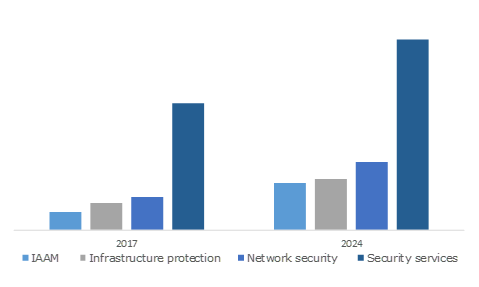 2017 2024
IAAM Infrastructure protection Network security Security services